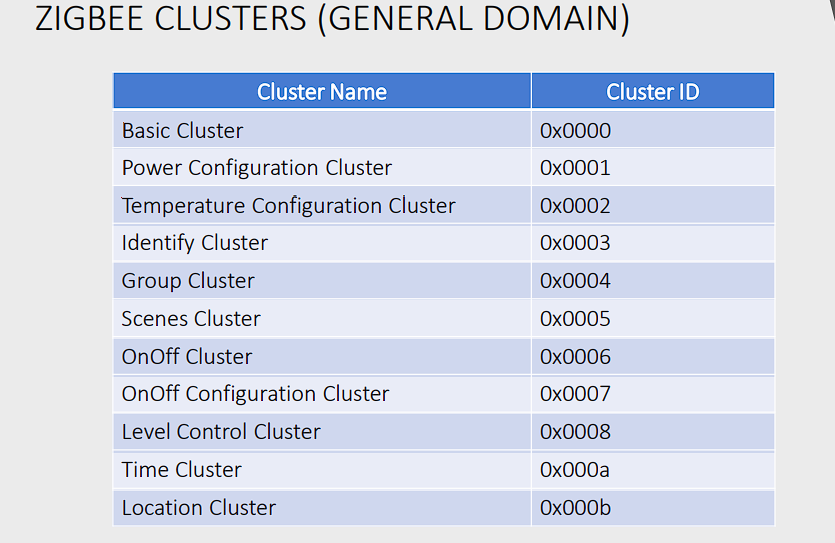 ZIGBEE CLUSTERS (GENERAL DOMAIN)
Cluster Name Cluster ID
Basic Cluster 0x0000
Power Configuration Cluster 0x0001
Temperature Configuration Cluster 0x0002
Identify Cluster 0x0003
Group Cluster 0x0004
Scenes Cluster 0x0005
OnOff Cluster 0x0006
OnOff Configuration Cluster 0x0007
Level Control Cluster 0x0008
Time Cluster 0x000a
Location Cluster 0x000b